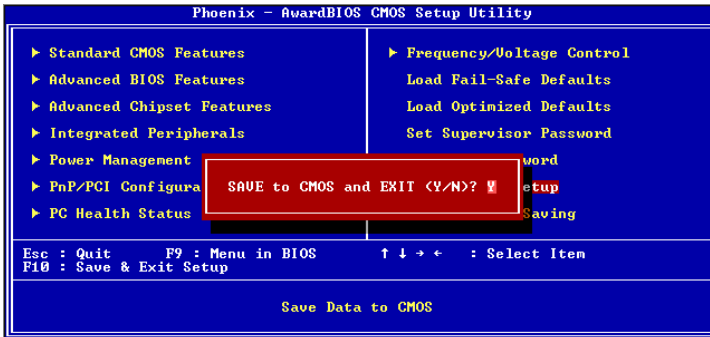 Phoenix - AwardBIOS CMOS Setup Utility
► Standard CMOS Features
► Advanced BIOS Features
► Advanced Chipset Features
► Integrated Peripherals
► Power Management
► PnP/PCI Configura
► PC Health Status
► Frequency/Voltage Control
Load Fail-Safe Defaults
Load Optimized Defaults
Set Supervisor Password
word
etup
Saving
SAVE to CMOS and EXIT (Y/N)? Y
Esc : Quit F9 : Menu in BIOS ↑ ↓ → ← : Select Item
F10 : Save & Exit Setup
Save Data to CMOS